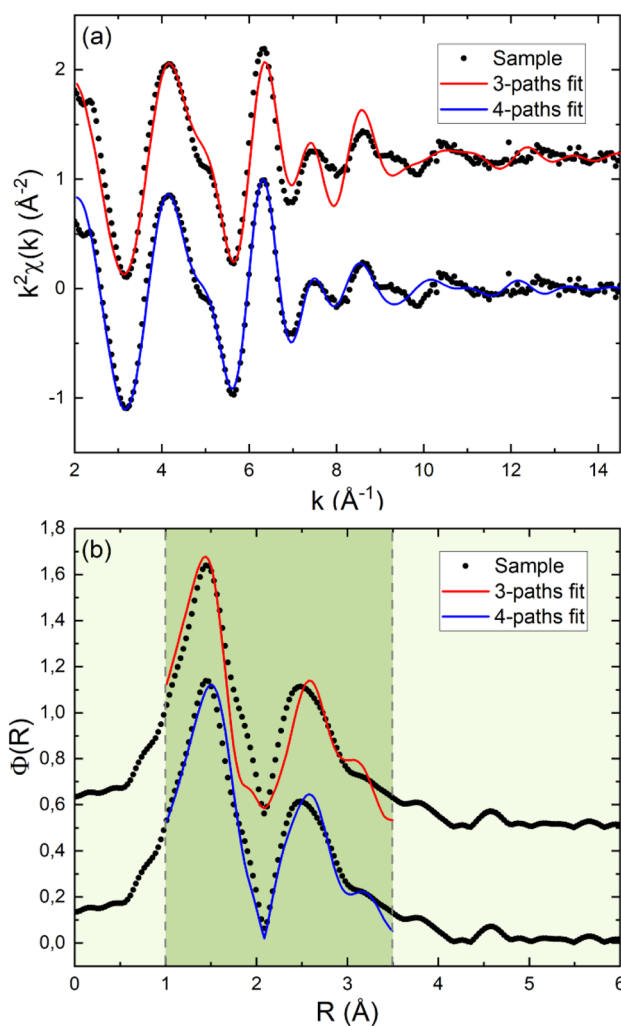 (a)
Sample
3-paths fit
4-paths fit
2
1
0
-1
k²χ(k) (Å⁻²)
2 4 6 8 10 12 14
k (Å⁻¹)
(b)
Sample
3-paths fit
4-paths fit
1,8
1,6
1,4
1,2
1,0
0,8
0,6
0,4
0,2
0,0
Φ(R)
0 1 2 3 4 5 6
R (Å)